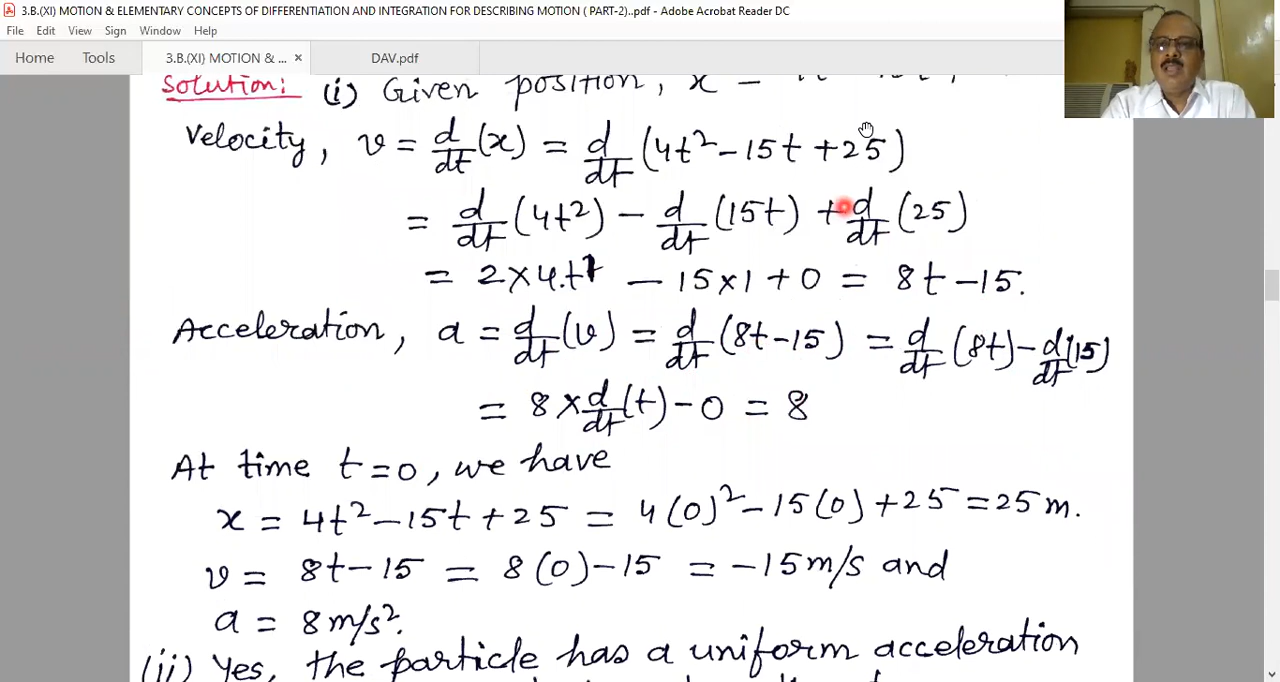 3.B.(XI) MOTION & ELEMENTARY CONCEPTS OF DIFFERENTIATION AND INTEGRATION FOR DESCRIBING MOTION ( PART-2)..pdf - Adobe Acrobat Reader DC
File Edit View Sign Window Help
Home Tools 3.B.(XI) MOTION & ... × DAV.pdf
Solution: (i) Given position, x =
Velocity, v = d/dt (x) = d/dt (4t² - 15t + 25)
= d/dt (4t²) - d/dt (15t) + d/dt (25)
= 2×4.t¹ - 15×1 + 0 = 8t - 15.
Acceleration, a = d/dt (v) = d/dt (8t - 15) = d/dt (8t) - d/dt (15)
= 8 × d/dt (t) - 0 = 8
At time t = 0, we have
x = 4t² - 15t + 25 = 4(0)² - 15(0) + 25 = 25 m.
v = 8t - 15 = 8(0) - 15 = -15 m/s and
a = 8 m/s².
(ii) Yes, the particle has a uniform acceleration